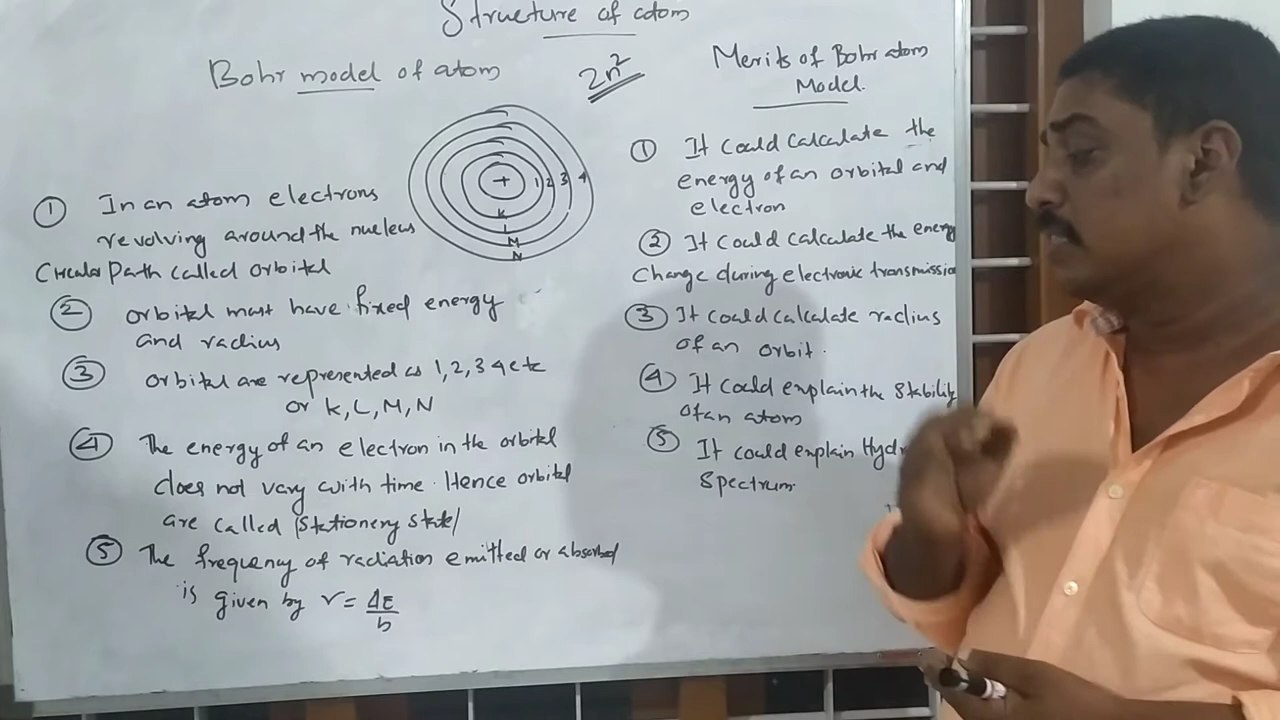 Structure of atom
Bohr model of atom
2n²
+ 1 2 3 4
K
L
M
N
① In an atom electrons
revolving around the nucleus
Circular Path called orbital
② orbital must have fixed energy
and radius
③ orbital are represented as 1, 2, 3 4 etc
or K, L, M, N
④ The energy of an electron in the orbital
does not vary with time. Hence orbital
are called |Stationery state|
⑤ The frequency of radiation emitted or absorbed
is given by ν = ΔE/h
Merits of Bohr atom
Model.
① It could calculate the
energy of an orbital and
electron
② It could calculate the energy
Change during electronic transmission
③ It could calculate radius
of an orbit.
④ It could explain the Stability
of an atom
⑤ It could explain Hydr
Spectrum.